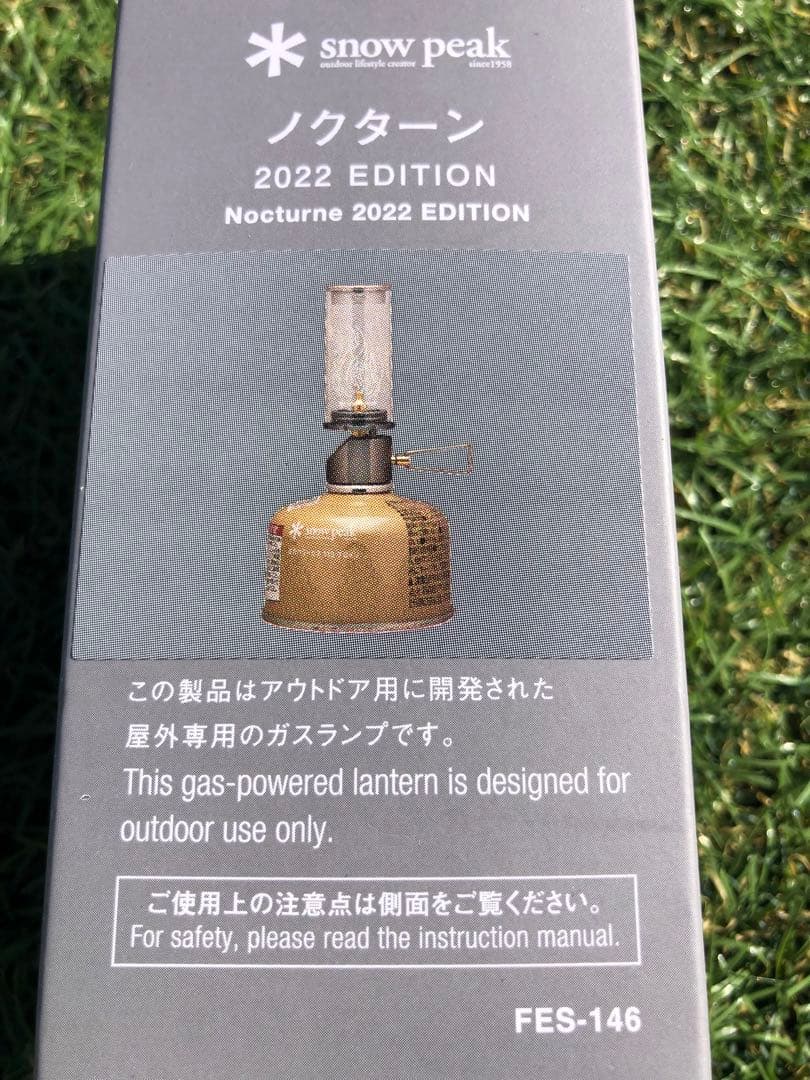 snow peak
outdoor lifestyle creator since1958
ノクターン
2022 EDITION
Nocturne 2022 EDITION
snow peak
この製品はアウトドア用に開発された
屋外専用のガスランプです。
This gas-powered lantern is designed for
outdoor use only.
ご使用上の注意点は側面をご覧ください。
For safety, please read the instruction manual.
FES-146